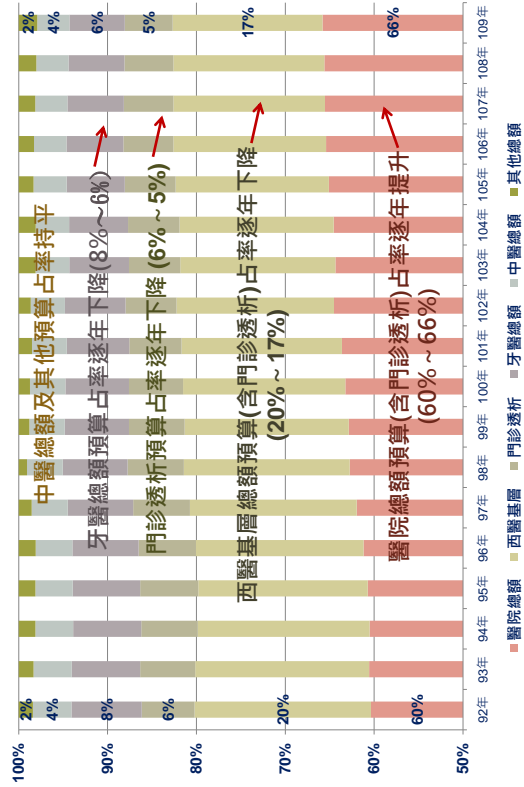 100%
90%
80%
70%
60%
50%
2%
4%
8%
6%
20%
60%
2%
4%
6%
5%
17%
66%
中醫總額及其他預算占率持平
牙醫總額預算占率逐年下降(8%～6%)
門診透析預算占率逐年下降 (6% ~ 5%)
西醫基層總額預算(含門診透析)占率逐年下降
(20% ~ 17%)
醫院總額預算(含門診透析)占率逐年提升
(60% ~ 66%)
92年 93年 94年 95年 96年 97年 98年 99年 100年 101年 102年 103年 104年 105年 106年 107年 108年 109年
醫院總額 西醫基層 門診透析 牙醫總額 中醫總額 其他總額